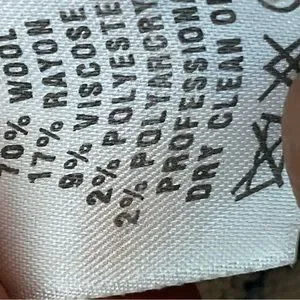 70% WOOL
17% RAYON
9% VISCOSE
2% POLYESTE
2% POLYACRY
PROFESSION
DRY CLEAN